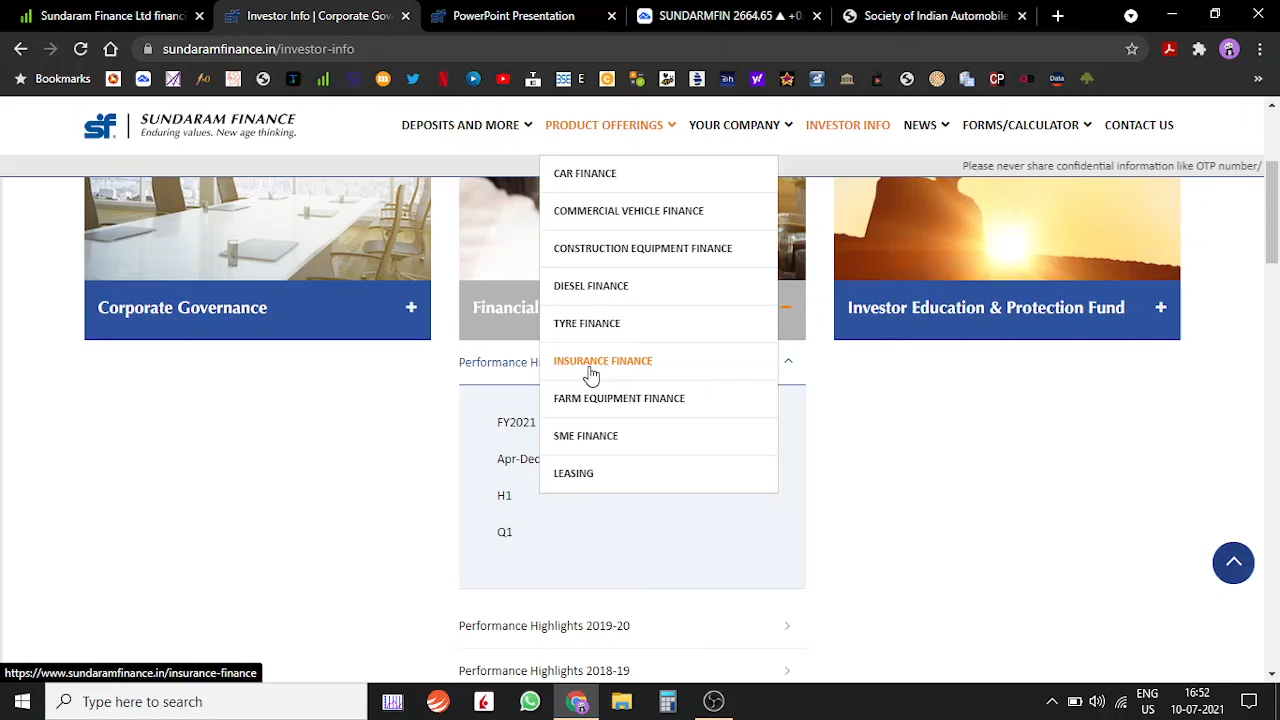 Sundaram Finance Ltd financi
Investor Info | Corporate Gove
PowerPoint Presentation
SUNDARMFIN 2664.65 ▲ +0.
Society of Indian Automobile
sundaramfinance.in/investor-info
Bookmarks
E
CP
Data
SUNDARAM FINANCE
Enduring values. New age thinking.
DEPOSITS AND MORE
PRODUCT OFFERINGS
YOUR COMPANY
INVESTOR INFO
NEWS
FORMS/CALCULATOR
CONTACT US
Please never share confidential information like OTP number/
CAR FINANCE
COMMERCIAL VEHICLE FINANCE
CONSTRUCTION EQUIPMENT FINANCE
DIESEL FINANCE
TYRE FINANCE
INSURANCE FINANCE
FARM EQUIPMENT FINANCE
SME FINANCE
LEASING
Corporate Governance +
Financial
Investor Education & Protection Fund +
Performance Hi
FY2021
Apr-Dec
H1
Q1
Performance Highlights 2019-20
Performance Highlights 2018-19
https://www.sundaramfinance.in/insurance-finance
Type here to search
ENG
US
16:52
10-07-2021